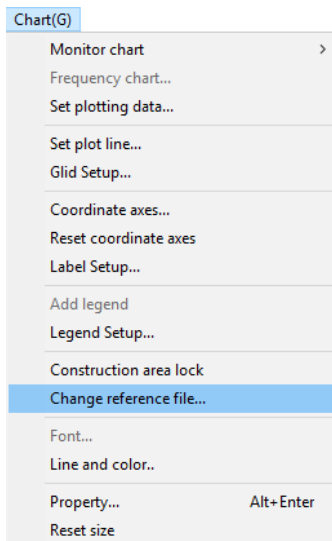 Chart(G)
Monitor chart >
Frequency chart...
Set plotting data...
Set plot line...
Glid Setup...
Coordinate axes...
Reset coordinate axes
Label Setup...
Add legend
Legend Setup...
Construction area lock
Change reference file...
Font...
Line and color..
Property... Alt+Enter
Reset size